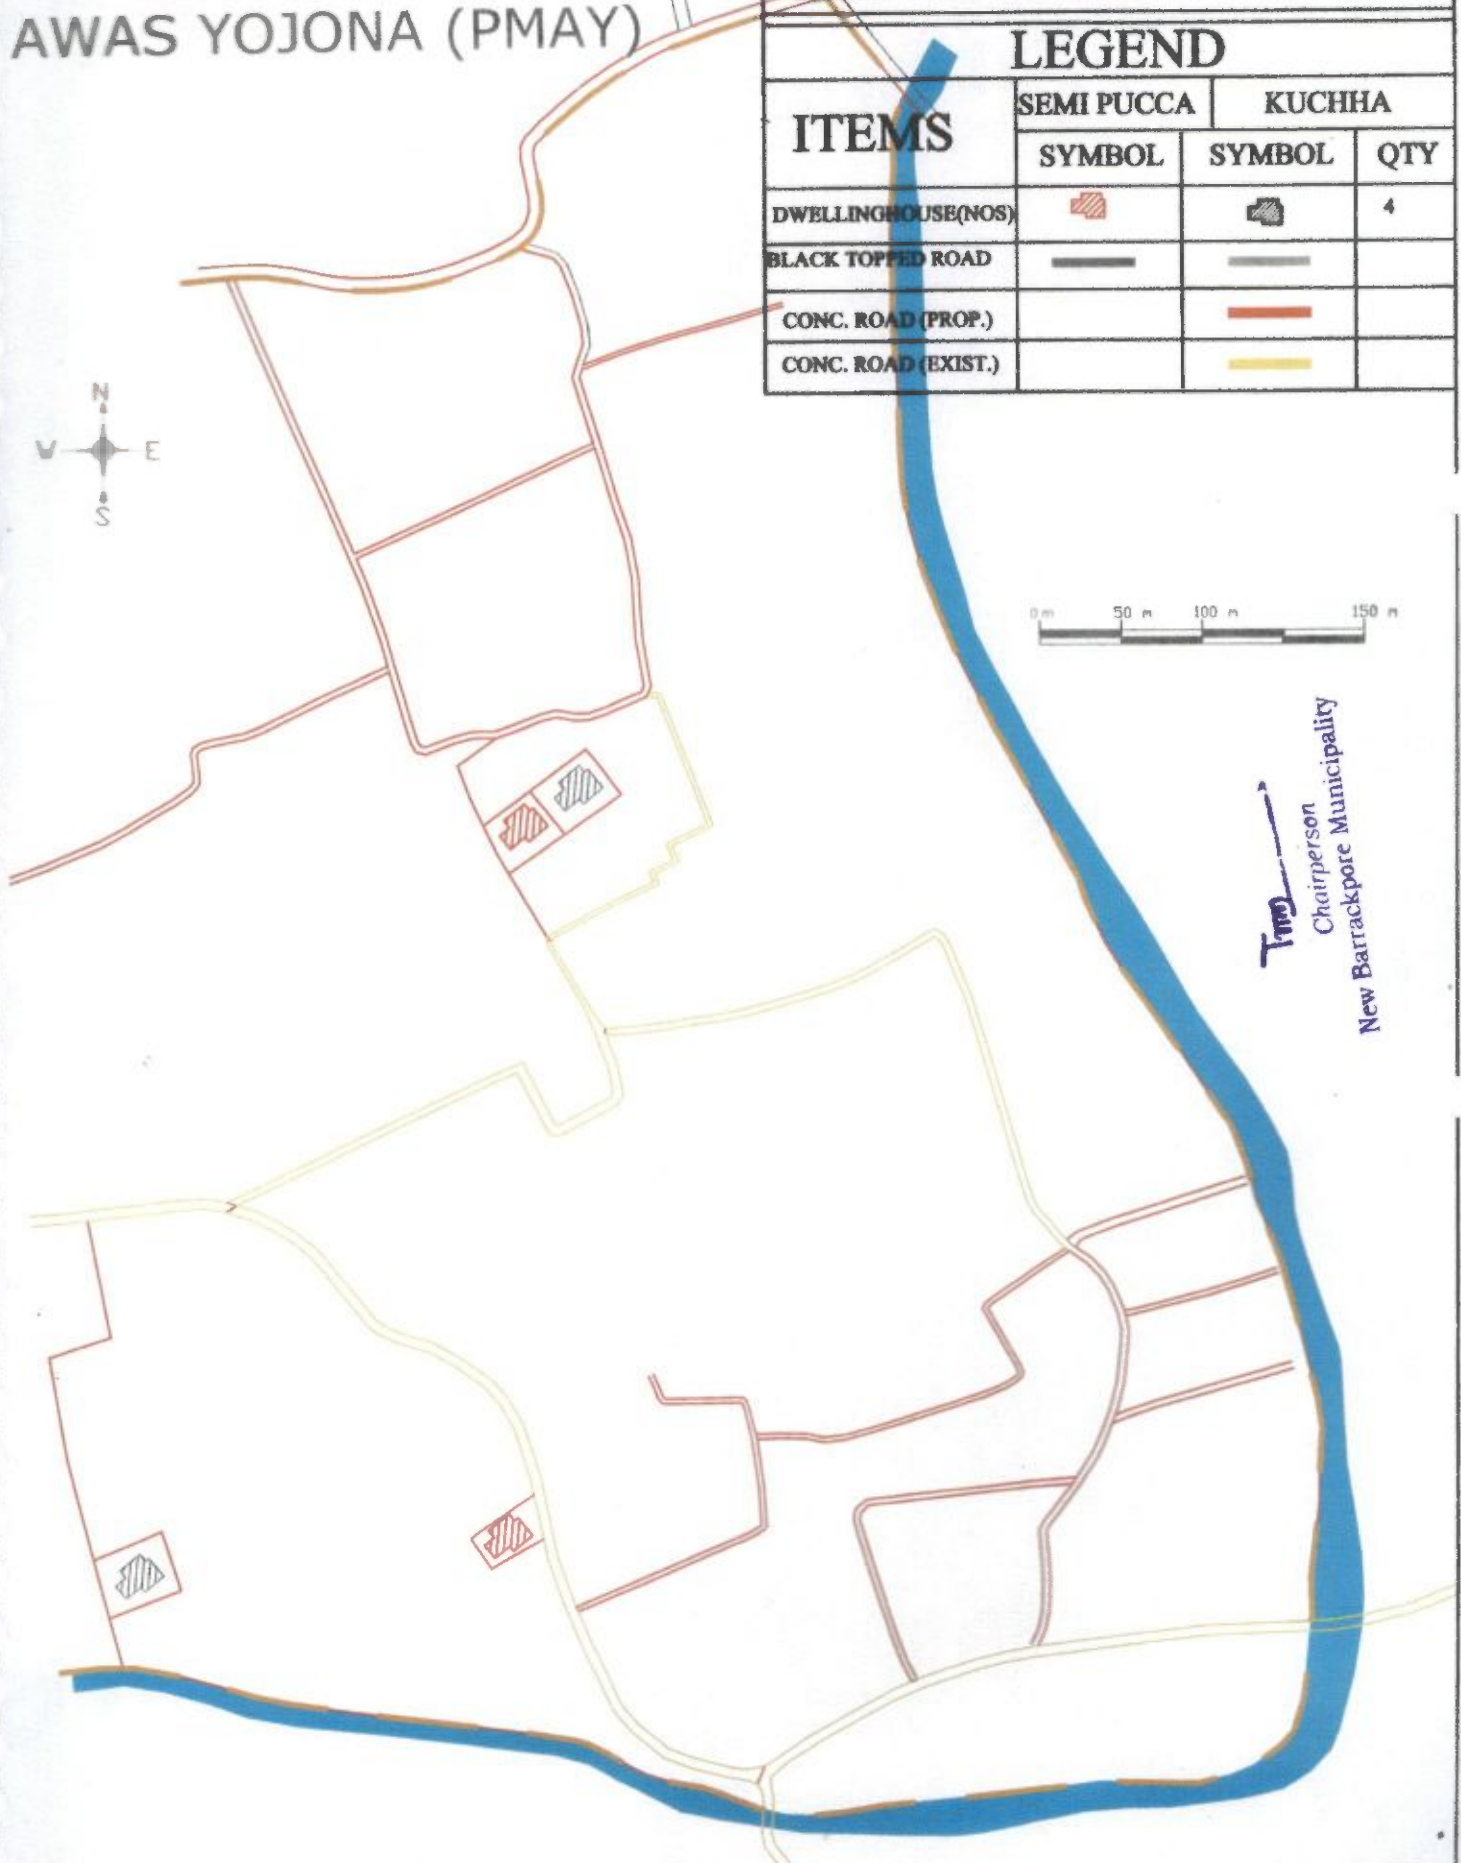 AWAS YOJONA (PMAY)
LEGEND
ITEMS
SEMI PUCCA
KUCHHA
SYMBOL
SYMBOL
QTY
DWELLINGHOUSE(NOS)
4
BLACK TOPPED ROAD
CONC. ROAD (PROP.)
CONC. ROAD (EXIST.)
N
W
E
S
0 m 50 m 100 m 150 m
Chairperson
New Barrackpore Municipality